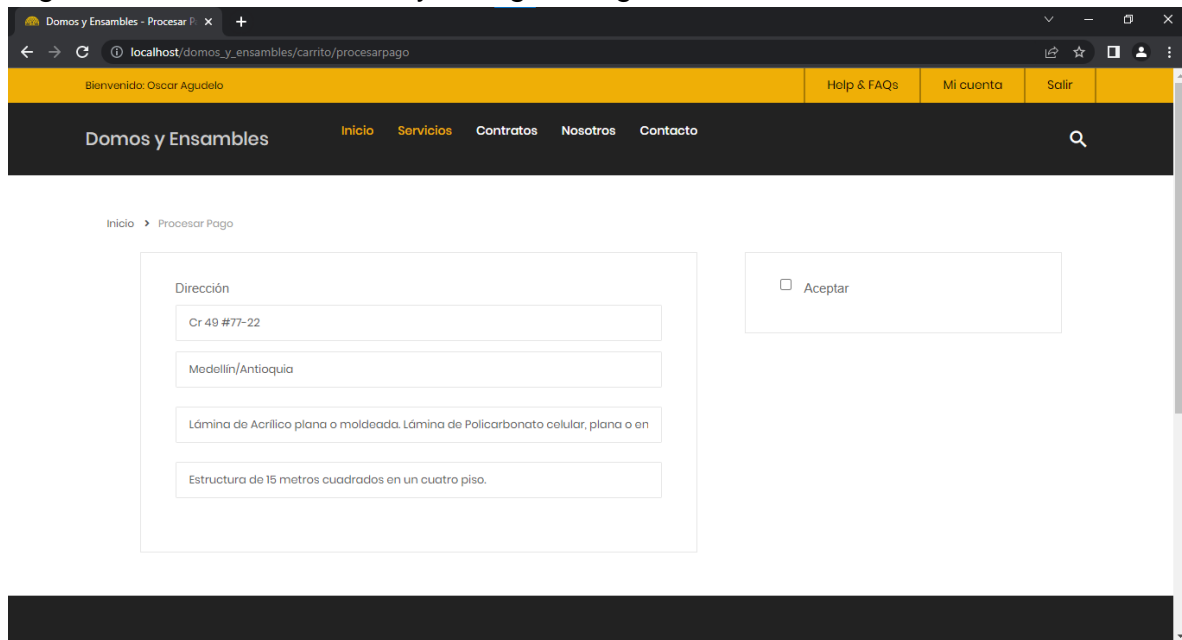 Domos y Ensambles - Procesar P
localhost/domos_y_ensambles/carrito/procesarpago
Bienvenido: Oscar Agudelo
Help & FAQs
Mi cuenta
Salir
Domos y Ensambles
Inicio
Servicios
Contratos
Nosotros
Contacto
Inicio > Procesar Pago
Dirección
Cr 49 #77-22
Medellín/Antioquia
Lámina de Acrílico plana o moldeada. Lámina de Policarbonato celular, plana o en
Estructura de 15 metros cuadrados en un cuatro piso.
Aceptar